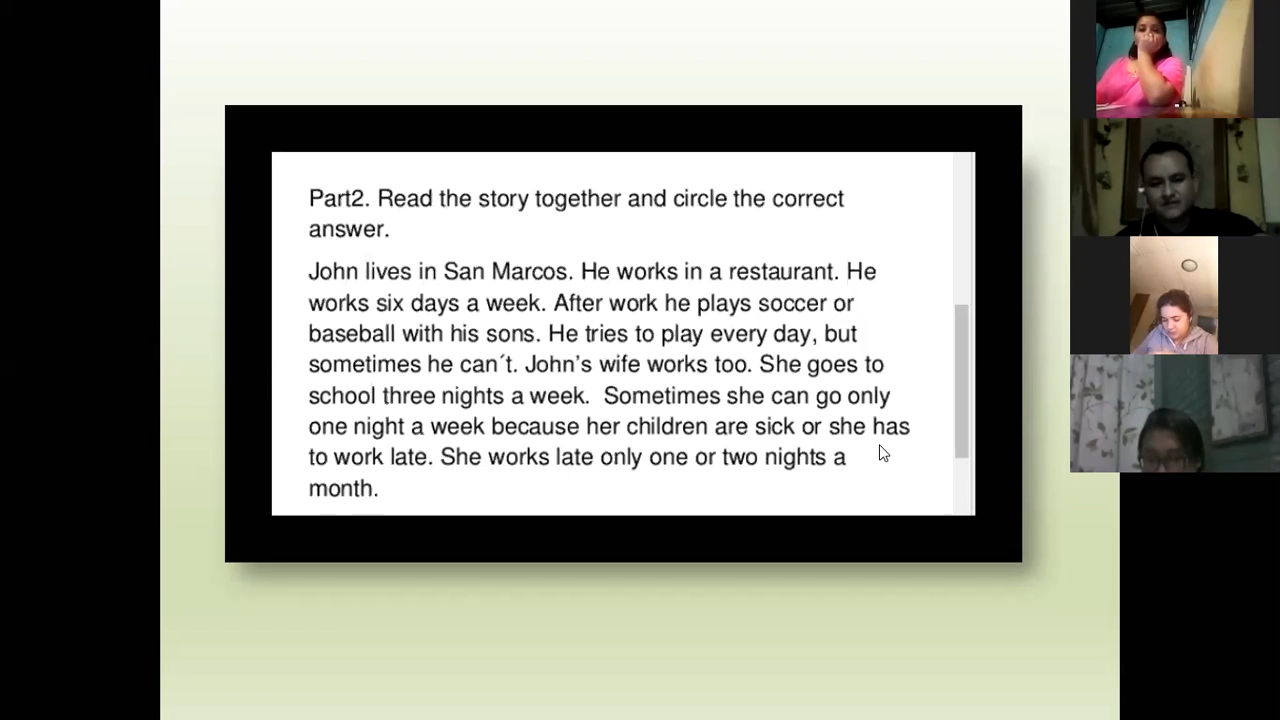 Part2. Read the story together and circle the correct
answer.
John lives in San Marcos. He works in a restaurant. He
works six days a week. After work he plays soccer or
baseball with his sons. He tries to play every day, but
sometimes he can´t. John’s wife works too. She goes to
school three nights a week.  Sometimes she can go only
one night a week because her children are sick or she has
to work late. She works late only one or two nights a
month.